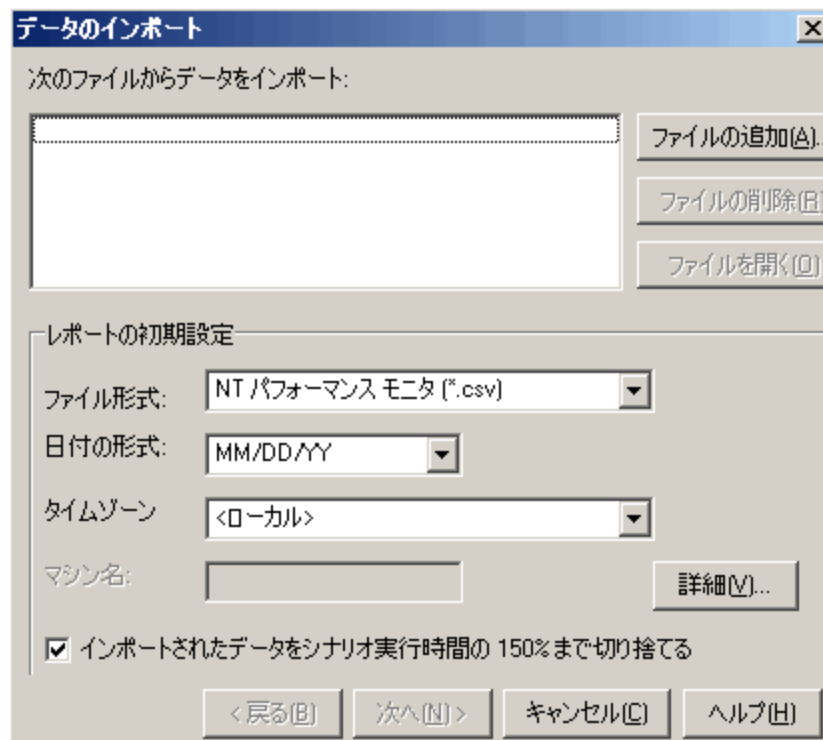 データのインポート
次のファイルからデータをインポート:
ファイルの追加(A)..
ファイルの削除(R)
ファイルを開く(O)
レポートの初期設定
ファイル形式:
NT パフォーマンス モニタ (*.csv)
日付の形式:
MM/DD/YY
タイムゾーン
<ローカル>
マシン名:
詳細(V)...
インポートされたデータをシナリオ実行時間の 150% まで切り捨てる
< 戻る(B)
次へ(N) >
キャンセル(C)
ヘルプ(H)